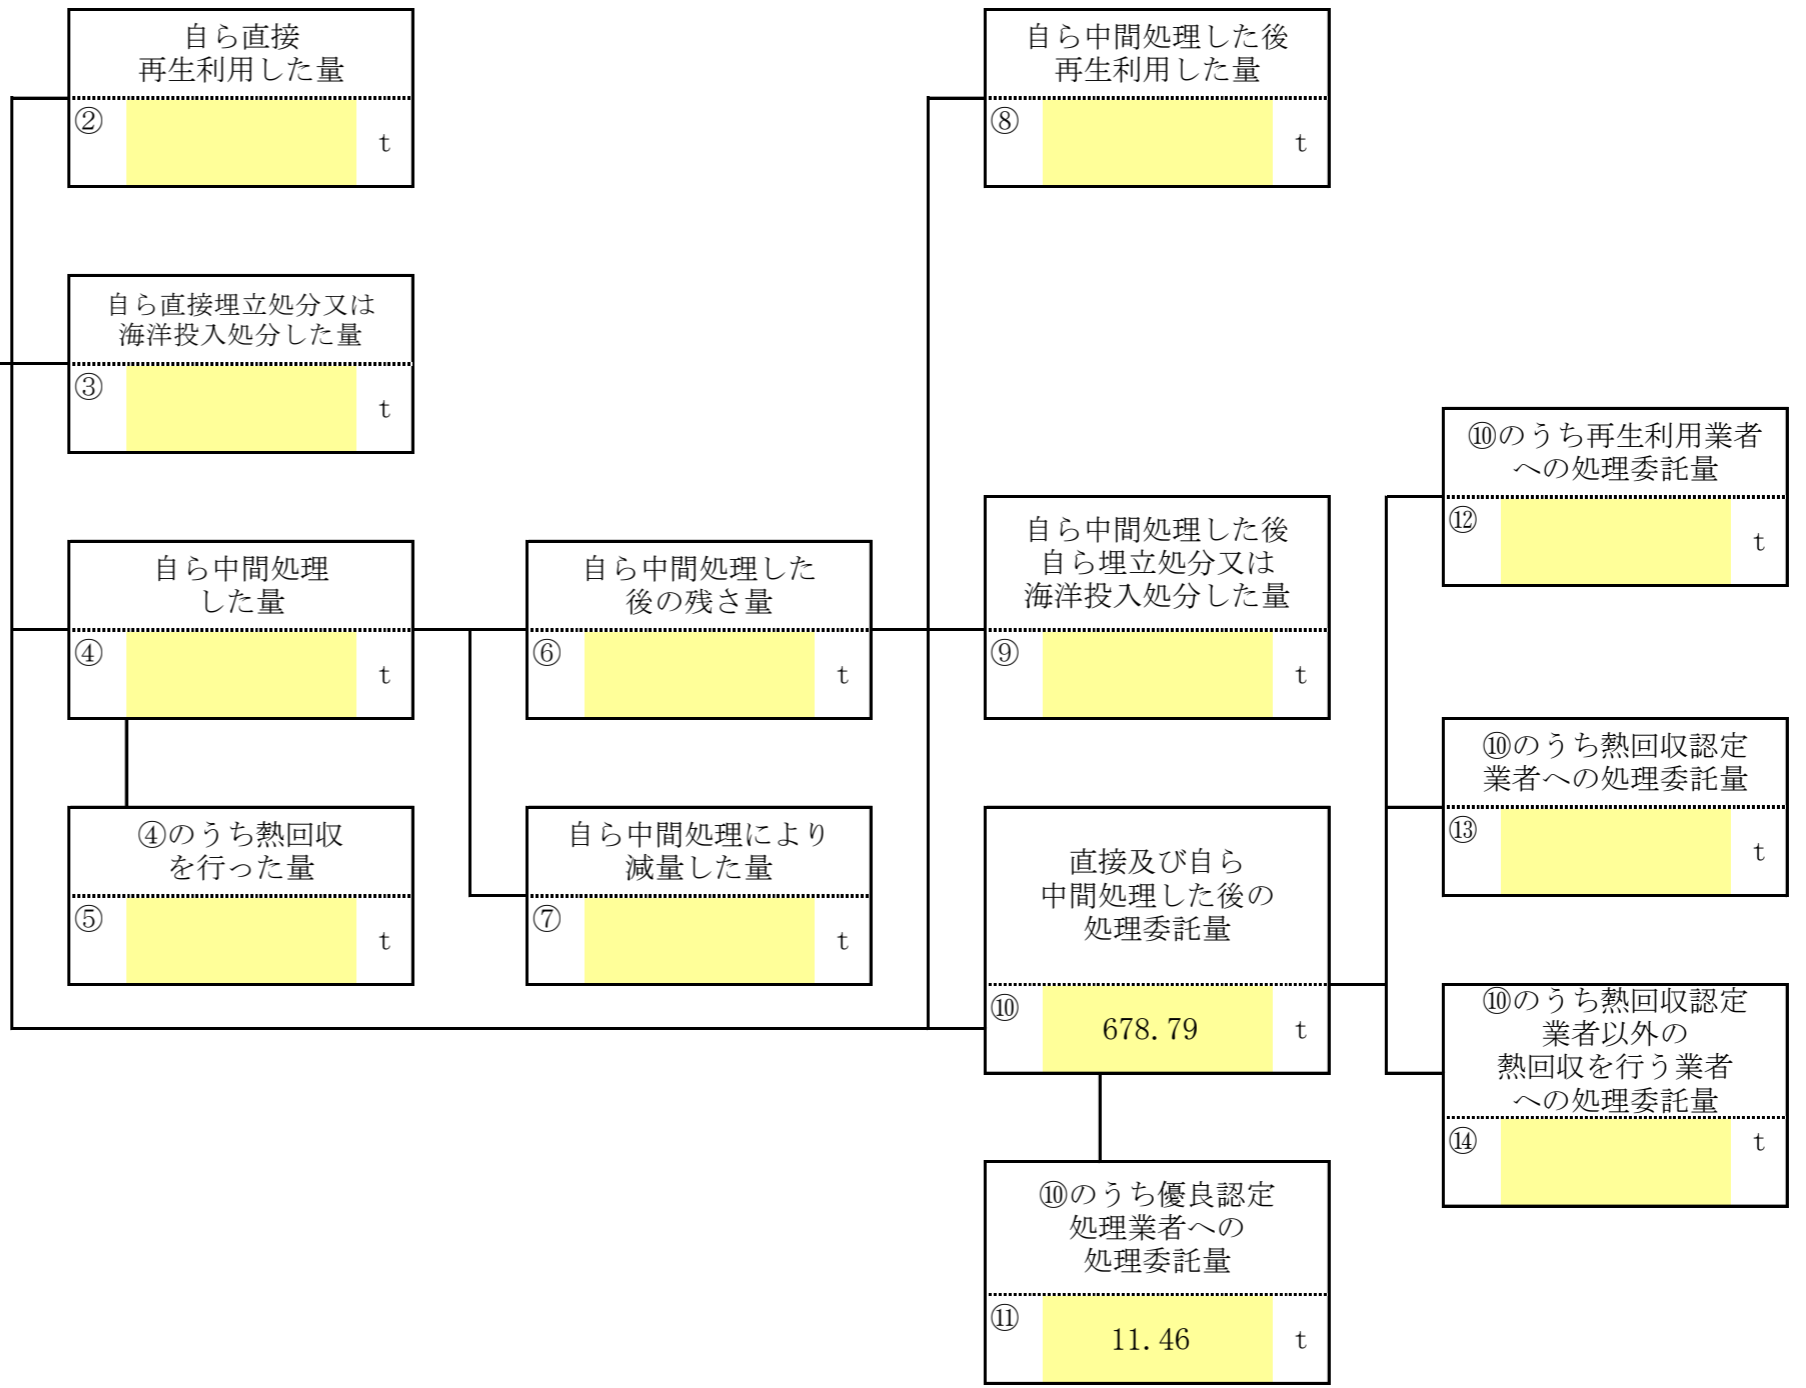 自ら直接
再生利用した量
②
t
自ら直接埋立処分又は
海洋投入処分した量
③
t
自ら中間処理
した量
④
t
④のうち熱回収
を行った量
⑤
t
自ら中間処理した
後の残さ量
⑥
t
自ら中間処理により
減量した量
⑦
t
自ら中間処理した後
再生利用した量
⑧
t
自ら中間処理した後
自ら埋立処分又は
海洋投入処分した量
⑨
t
直接及び自ら
中間処理した後の
処理委託量
⑩ 678.79 t
⑩のうち優良認定
処理業者への
処理委託量
⑪ 11.46 t
⑩のうち再生利用業者
への処理委託量
⑫
t
⑩のうち熱回収認定
業者への処理委託量
⑬
t
⑩のうち熱回収認定
業者以外の
熱回収を行う業者
への処理委託量
⑭
t